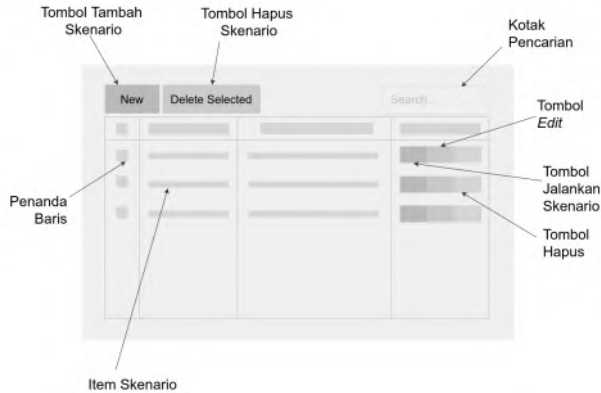 Tombol Tambah
Skenario
Tombol Hapus
Skenario
Kotak
Pencarian
New
Delete Selected
Search...
Tombol
Edit
Tombol
Jalankan
Skenario
Tombol
Hapus
Penanda
Baris
Item Skenario